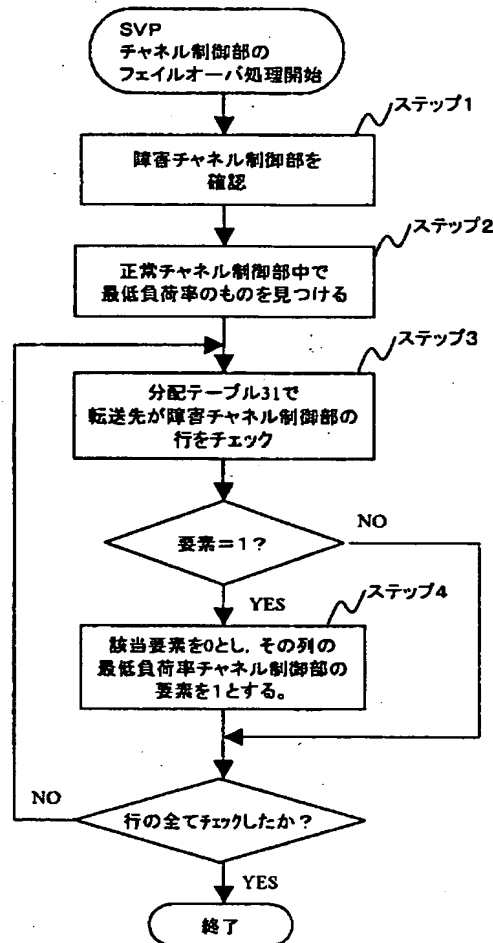 SVP
チャネル制御部の
フェイルオーバ処理開始
ステップ1
障害チャネル制御部を
確認
ステップ2
正常チャネル制御部中で
最低負荷率のものを見つける
ステップ3
分配テーブル31で
転送先が障害チャネル制御部の
行をチェック
要素=1?
NO
YES
ステップ4
該当要素を0とし、その列の
最低負荷率チャネル制御部の
要素を1とする。
NO
行の全てチェックしたか?
YES
終了